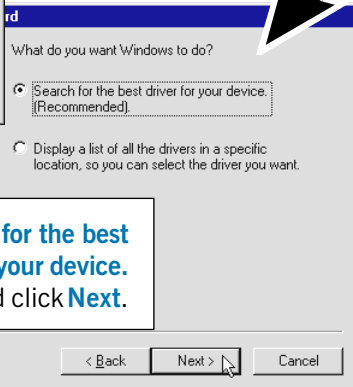 rd
What do you want Windows to do?
Search for the best driver for your device.
(Recommended).
Display a list of all the drivers in a specific
location, so you can select the driver you want.
for the best
your device.
d click Next.
< Back
Next >
Cancel